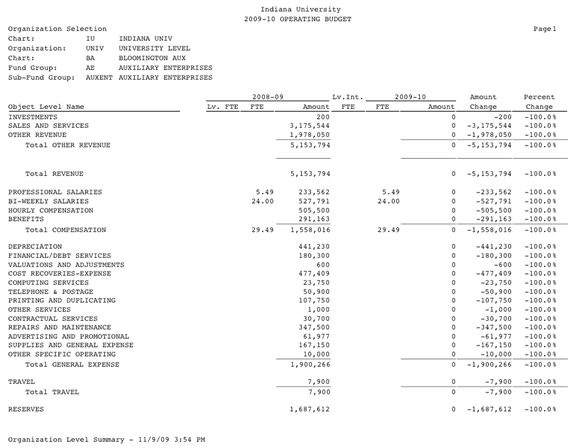 Indiana University
2009-10 OPERATING BUDGET
Organization Selection Page1
Chart: IU INDIANA UNIV
Organization: UNIV UNIVERSITY LEVEL
Chart: BA BLOOMINGTON AUX
Fund Group: AE AUXILIARY ENTERPRISES
Sub-Fund Group: AUXENT AUXILIARY ENTERPRISES
2008-09 Lv.Int. 2009-10 Amount Percent
Object Level Name Lv. FTE FTE Amount FTE FTE Amount Change Change
INVESTMENTS 200 0 -200 -100.0%
SALES AND SERVICES 3,175,544 0 -3,175,544 -100.0%
OTHER REVENUE 1,978,050 0 -1,978,050 -100.0%
Total OTHER REVENUE 5,153,794 0 -5,153,794 -100.0%
Total REVENUE 5,153,794 0 -5,153,794 -100.0%
PROFESSIONAL SALARIES 5.49 233,562 5.49 0 -233,562 -100.0%
BI-WEEKLY SALARIES 24.00 527,791 24.00 0 -527,791 -100.0%
HOURLY COMPENSATION 505,500 0 -505,500 -100.0%
BENEFITS 291,163 0 -291,163 -100.0%
Total COMPENSATION 29.49 1,558,016 29.49 0 -1,558,016 -100.0%
DEPRECIATION 441,230 0 -441,230 -100.0%
FINANCIAL/DEBT SERVICES 180,300 0 -180,300 -100.0%
VALUATIONS AND ADJUSTMENTS 600 0 -600 -100.0%
COST RECOVERIES-EXPENSE 477,409 0 -477,409 -100.0%
COMPUTING SERVICES 23,750 0 -23,750 -100.0%
TELEPHONE & POSTAGE 50,900 0 -50,900 -100.0%
PRINTING AND DUPLICATING 107,750 0 -107,750 -100.0%
OTHER SERVICES 1,000 0 -1,000 -100.0%
CONTRACTUAL SERVICES 30,700 0 -30,700 -100.0%
REPAIRS AND MAINTENANCE 347,500 0 -347,500 -100.0%
ADVERTISING AND PROMOTIONAL 61,977 0 -61,977 -100.0%
SUPPLIES AND GENERAL EXPENSE 167,150 0 -167,150 -100.0%
OTHER SPECIFIC OPERATING 10,000 0 -10,000 -100.0%
Total GENERAL EXPENSE 1,900,266 0 -1,900,266 -100.0%
TRAVEL 7,900 0 -7,900 -100.0%
Total TRAVEL 7,900 0 -7,900 -100.0%
RESERVES 1,687,612 0 -1,687,612 -100.0%
Organization Level Summary - 11/9/09 3:54 PM